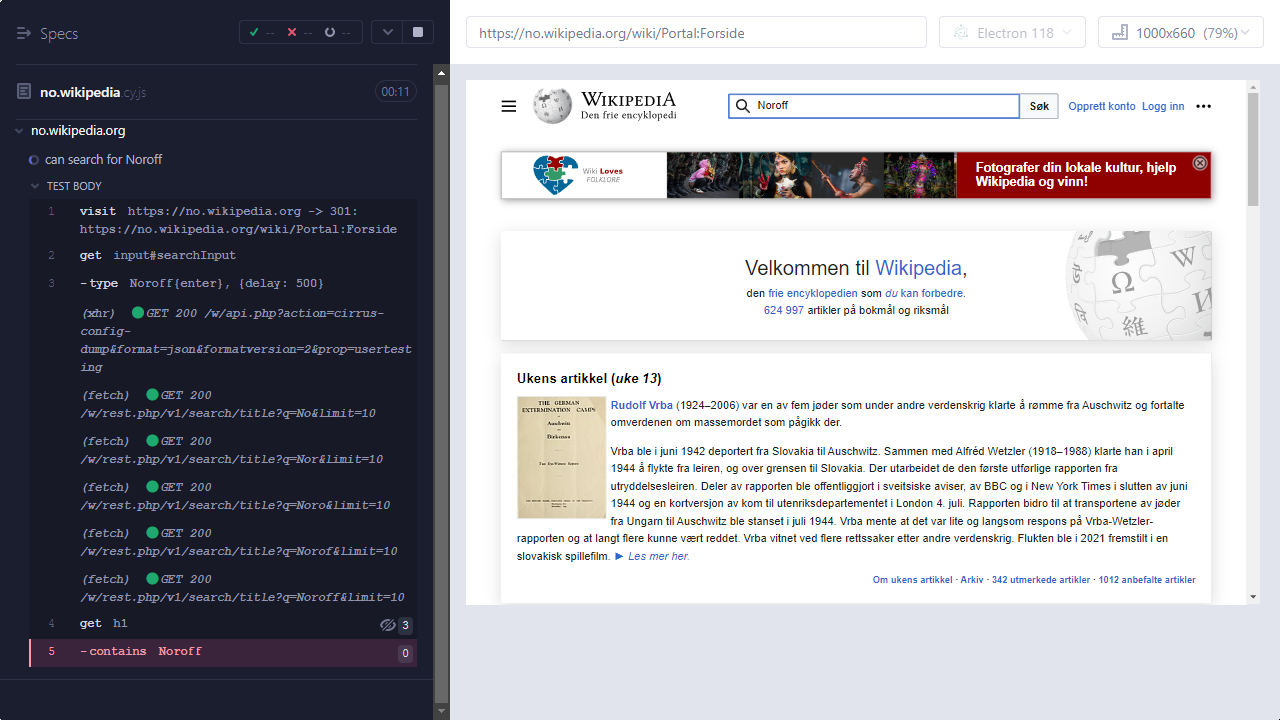 Specs
--
--
--
no.wikipedia.cy.js
00:11
no.wikipedia.org
can search for Noroff
TEST BODY
1 visit https://no.wikipedia.org -> 301:
https://no.wikipedia.org/wiki/Portal:Forside
2 get input#searchInput
3 -type Noroff{enter}, {delay: 500}
(xhr) GET 200 /w/api.php?action=cirrus-
config-
dump&format=json&formatversion=2&prop=usertest
ing
(fetch) GET 200
/w/rest.php/v1/search/title?q=No&limit=10
(fetch) GET 200
/w/rest.php/v1/search/title?q=Nor&limit=10
(fetch) GET 200
/w/rest.php/v1/search/title?q=Noro&limit=10
(fetch) GET 200
/w/rest.php/v1/search/title?q=Norof&limit=10
(fetch) GET 200
/w/rest.php/v1/search/title?q=Noroff&limit=10
4 get h1 3
5 -contains Noroff 0
https://no.wikipedia.org/wiki/Portal:Forside
Electron 118
1000x660 (79%)
WIKIPEDIA
Den frie encyklopedi
Noroff
Søk
Opprett konto
Logg inn
Wiki Loves
FOLKLORE
Fotografer din lokale kultur, hjelp
Wikipedia og vinn!
Velkommen til Wikipedia,
den frie encyklopedien som du kan forbedre.
624 997 artikler på bokmål og riksmål
Ω
W
維
Ukens artikkel (uke 13)
THE GERMAN
EXTERMINATION CAMPS
OF
Auschwitz
AND
Birkenau
Two Eye-Witness Reports
Rudolf Vrba (1924–2006) var en av fem jøder som under andre verdenskrig klarte å rømme fra Auschwitz og fortalte
omverdenen om massemordet som pågikk der.
Vrba ble i juni 1942 deportert fra Slovakia til Auschwitz. Sammen med Alfréd Wetzler (1918–1988) klarte han i april
1944 å flykte fra leiren, og over grensen til Slovakia. Der utarbeidet de den første utførlige rapporten fra
utryddelsesleiren. Deler av rapporten ble offentliggjort i sveitsiske aviser, av BBC og i New York Times i slutten av juni
1944 og en kortversjon av kom til utenriksdepartementet i London 4. juli. Rapporten bidro til at transportene av jøder
fra Ungarn til Auschwitz ble stanset i juli 1944. Vrba mente at det var lite og langsom respons på Vrba-Wetzler-
rapporten og at langt flere kunne vært reddet. Vrba vitnet ved flere rettssaker etter andre verdenskrig. Flukten ble i 2021 fremstilt i en
slovakisk spillefilm. ► Les mer her.
Om ukens artikkel · Arkiv · 342 utmerkede artikler · 1012 anbefalte artikler